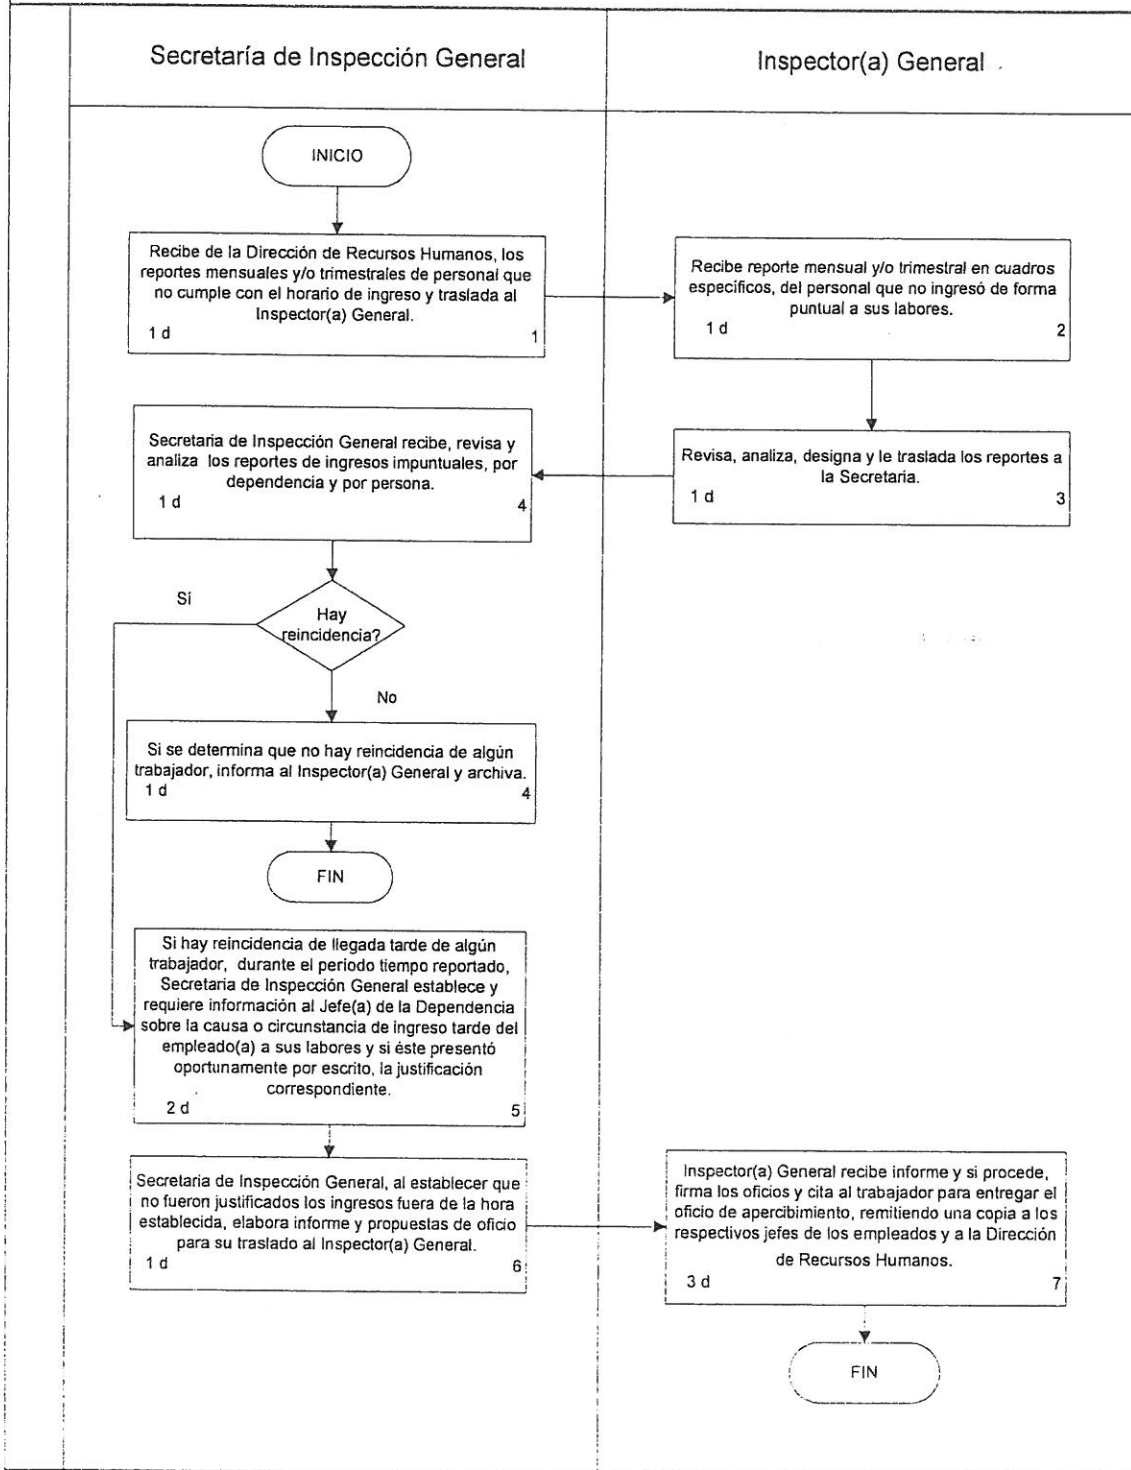 Secretaría de Inspección General
Inspector(a) General
INICIO
Recibe de la Dirección de Recursos Humanos, los
reportes mensuales y/o trimestrales de personal que
no cumple con el horario de ingreso y traslada al
Inspector(a) General.
1 d
1
Recibe reporte mensual y/o trimestral en cuadros
especificos, del personal que no ingresó de forma
puntual a sus labores.
1 d
2
Revisa, analiza, designa y le traslada los reportes a
la Secretaria.
1 d
3
Secretaria de Inspección General recibe, revisa y
analiza los reportes de ingresos impuntuales, por
dependencia y por persona.
1 d
4
Hay
reincidencia?
Si
No
Si se determina que no hay reincidencia de algún
trabajador, informa al Inspector(a) General y archiva.
1 d
4
FIN
Si hay reincidencia de llegada tarde de algún
trabajador, durante el periodo tiempo reportado,
Secretaria de Inspección General establece y
requiere información al Jefe(a) de la Dependencia
sobre la causa o circunstancia de ingreso tarde del
empleado(a) a sus labores y si éste presentó
oportunamente por escrito, la justificación
correspondiente.
2 d
5
Secretaria de Inspección General, al establecer que
no fueron justificados los ingresos fuera de la hora
establecida, elabora informe y propuestas de oficio
para su traslado al Inspector(a) General.
1 d
6
Inspector(a) General recibe informe y si procede,
firma los oficios y cita al trabajador para entregar el
oficio de apercibimiento, remitiendo una copia a los
respectivos jefes de los empleados y a la Dirección
de Recursos Humanos.
3 d
7
FIN